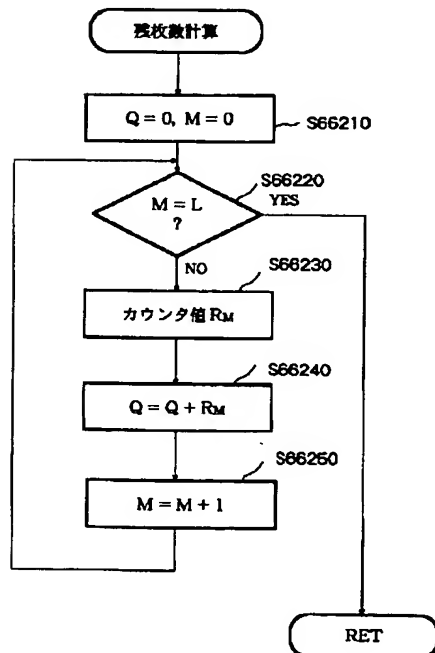 残枚数計算
Q = 0, M = 0
S66210
S66220
M = L
?
YES
NO
S66230
カウンタ値 RM
S66240
Q = Q + RM
S66250
M = M + 1
RET